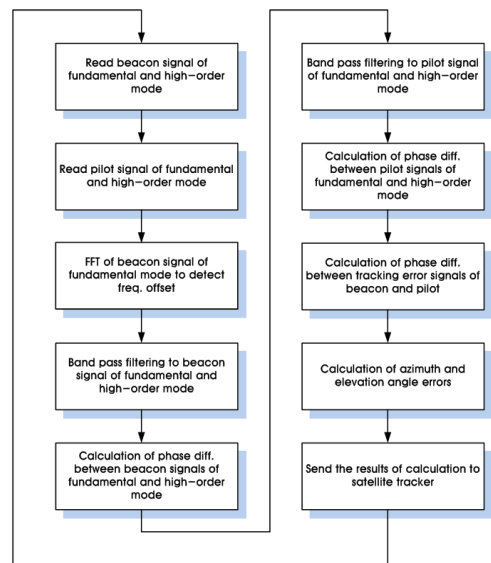 Read beacon signal of
fundamental and high-order
mode
Read pilot signal of fundamental
and high-order mode
FFT of beacon signal of
fundamental mode to detect
freq. offset
Band pass filtering to beacon
signal of fundamental and
high-order mode
Calculation of phase diff.
between beacon signals of
fundamental and high-order
mode
Band pass filtering to pilot signal
of fundamental and high-order
mode
Calculation of phase diff.
between pilot signals of
fundamental and high-order
mode
Calculation of phase diff.
between tracking error signals
of beacon and pilot
Calculation of azimuth and
elevation angle errors
Send the results of calculation to
satellite tracker